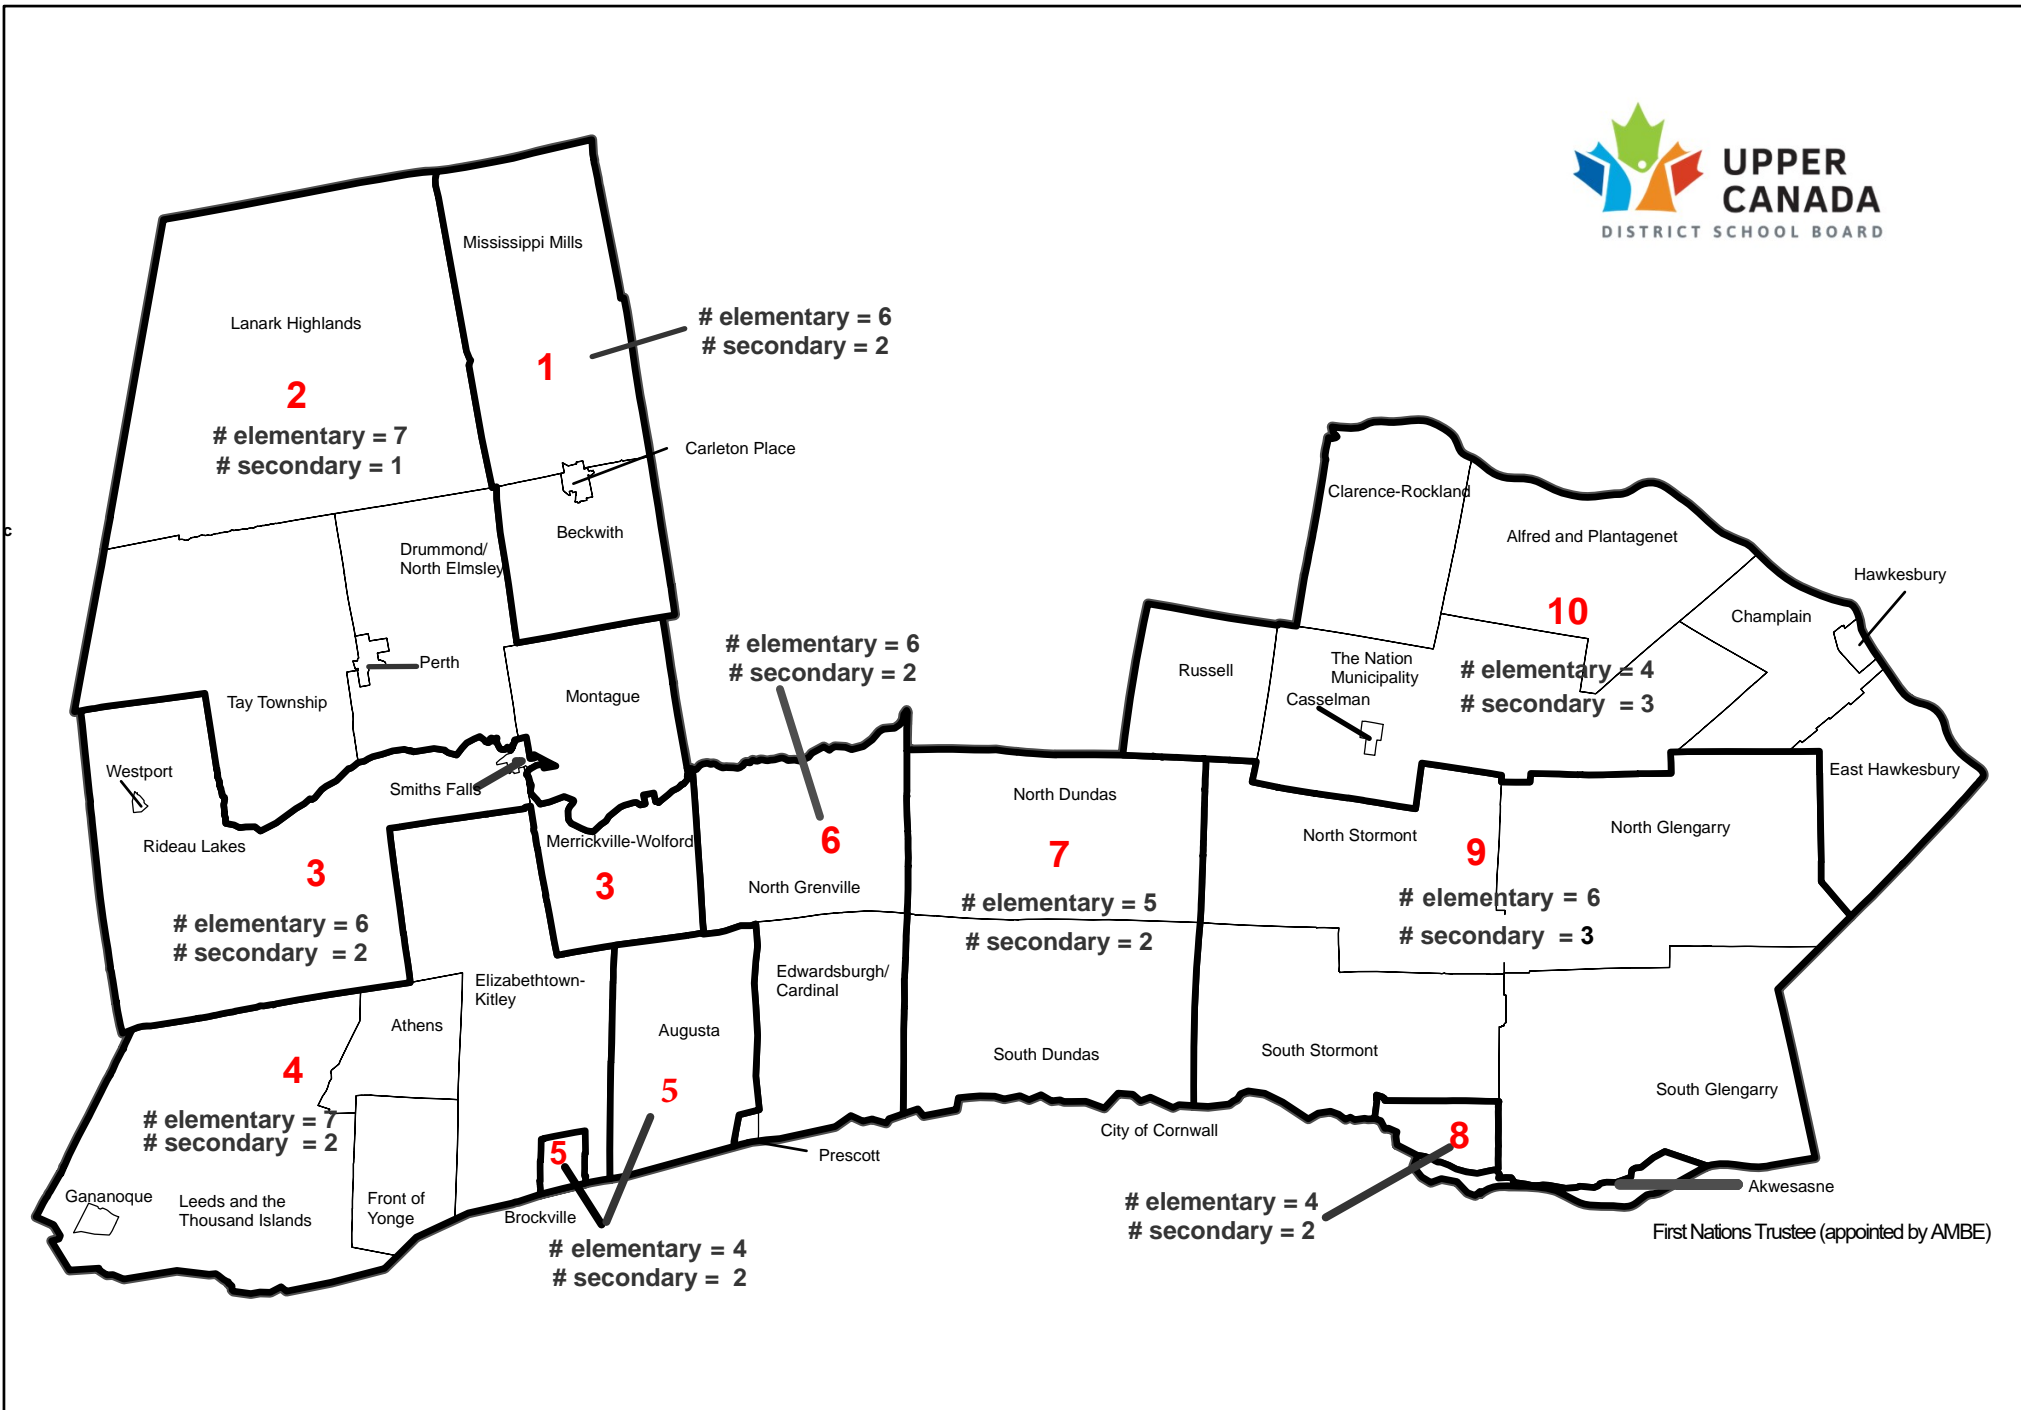 UPPER
CANADA
DISTRICT SCHOOL BOARD
Mississippi Mills
Lanark Highlands
# elementary = 6
# secondary = 2
1
2
# elementary = 7
# secondary = 1
Carleton Place
c
Beckwith
Drummond/
North Elmsley
Perth
Tay Township
Montague
Smiths Falls
Westport
Rideau Lakes
3
# elementary = 6
# secondary = 2
Merrickville-Wolford
3
# elementary = 6
# secondary = 2
6
North Grenville
Elizabethtown-
Kitley
Athens
4
# elementary = 7
# secondary = 2
Gananoque
Leeds and the
Thousand Islands
Front of
Yonge
Augusta
5
5
Brockville
# elementary = 4
# secondary = 2
Edwardsburgh/
Cardinal
Prescott
North Dundas
7
# elementary = 5
# secondary = 2
South Dundas
Clarence-Rockland
Alfred and Plantagenet
Hawkesbury
10
Champlain
Russell
The Nation
Municipality
# elementary = 4
# secondary = 3
Casselman
East Hawkesbury
North Stormont
North Glengarry
9
# elementary = 6
# secondary = 3
South Stormont
South Glengarry
City of Cornwall
8
# elementary = 4
# secondary = 2
Akwesasne
First Nations Trustee (appointed by AMBE)